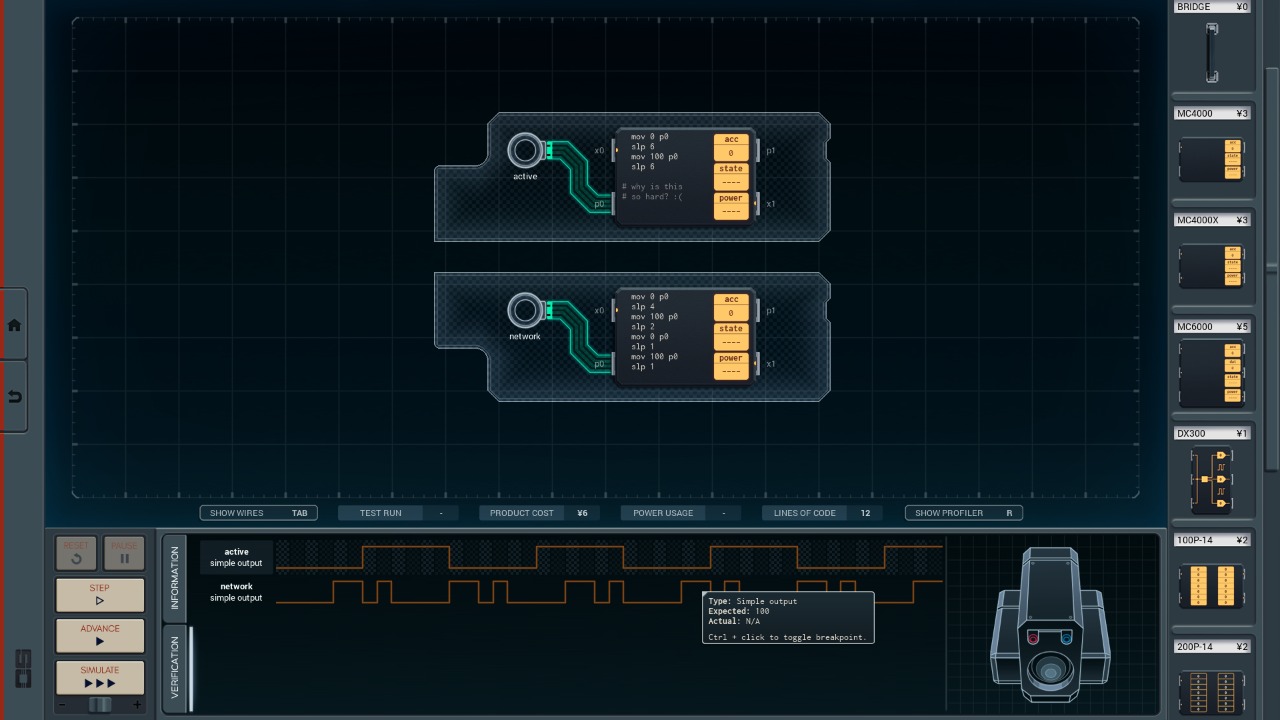 BRIDGE ¥0
MC4000 ¥3
MC4000X ¥3
MC6000 ¥5
DX300 ¥1
100P-14 ¥2
200P-14 ¥2
active
x0
p0
mov 0 p0
slp 6
mov 100 p0
slp 6
# why is this
# so hard? :(
acc
0
state
----
power
----
p1
x1
network
x0
p0
mov 0 p0
slp 4
mov 100 p0
slp 2
mov 0 p0
slp 1
mov 100 p0
slp 1
acc
0
state
----
power
----
p1
x1
SHOW WIRES TAB
TEST RUN -
PRODUCT COST ¥6
POWER USAGE -
LINES OF CODE 12
SHOW PROFILER R
RESET
PAUSE
STEP
ADVANCE
SIMULATE
- +
INFORMATION
VERIFICATION
active
simple output
network
simple output
Type: Simple output
Expected: 100
Actual: N/A
Ctrl + click to toggle breakpoint.